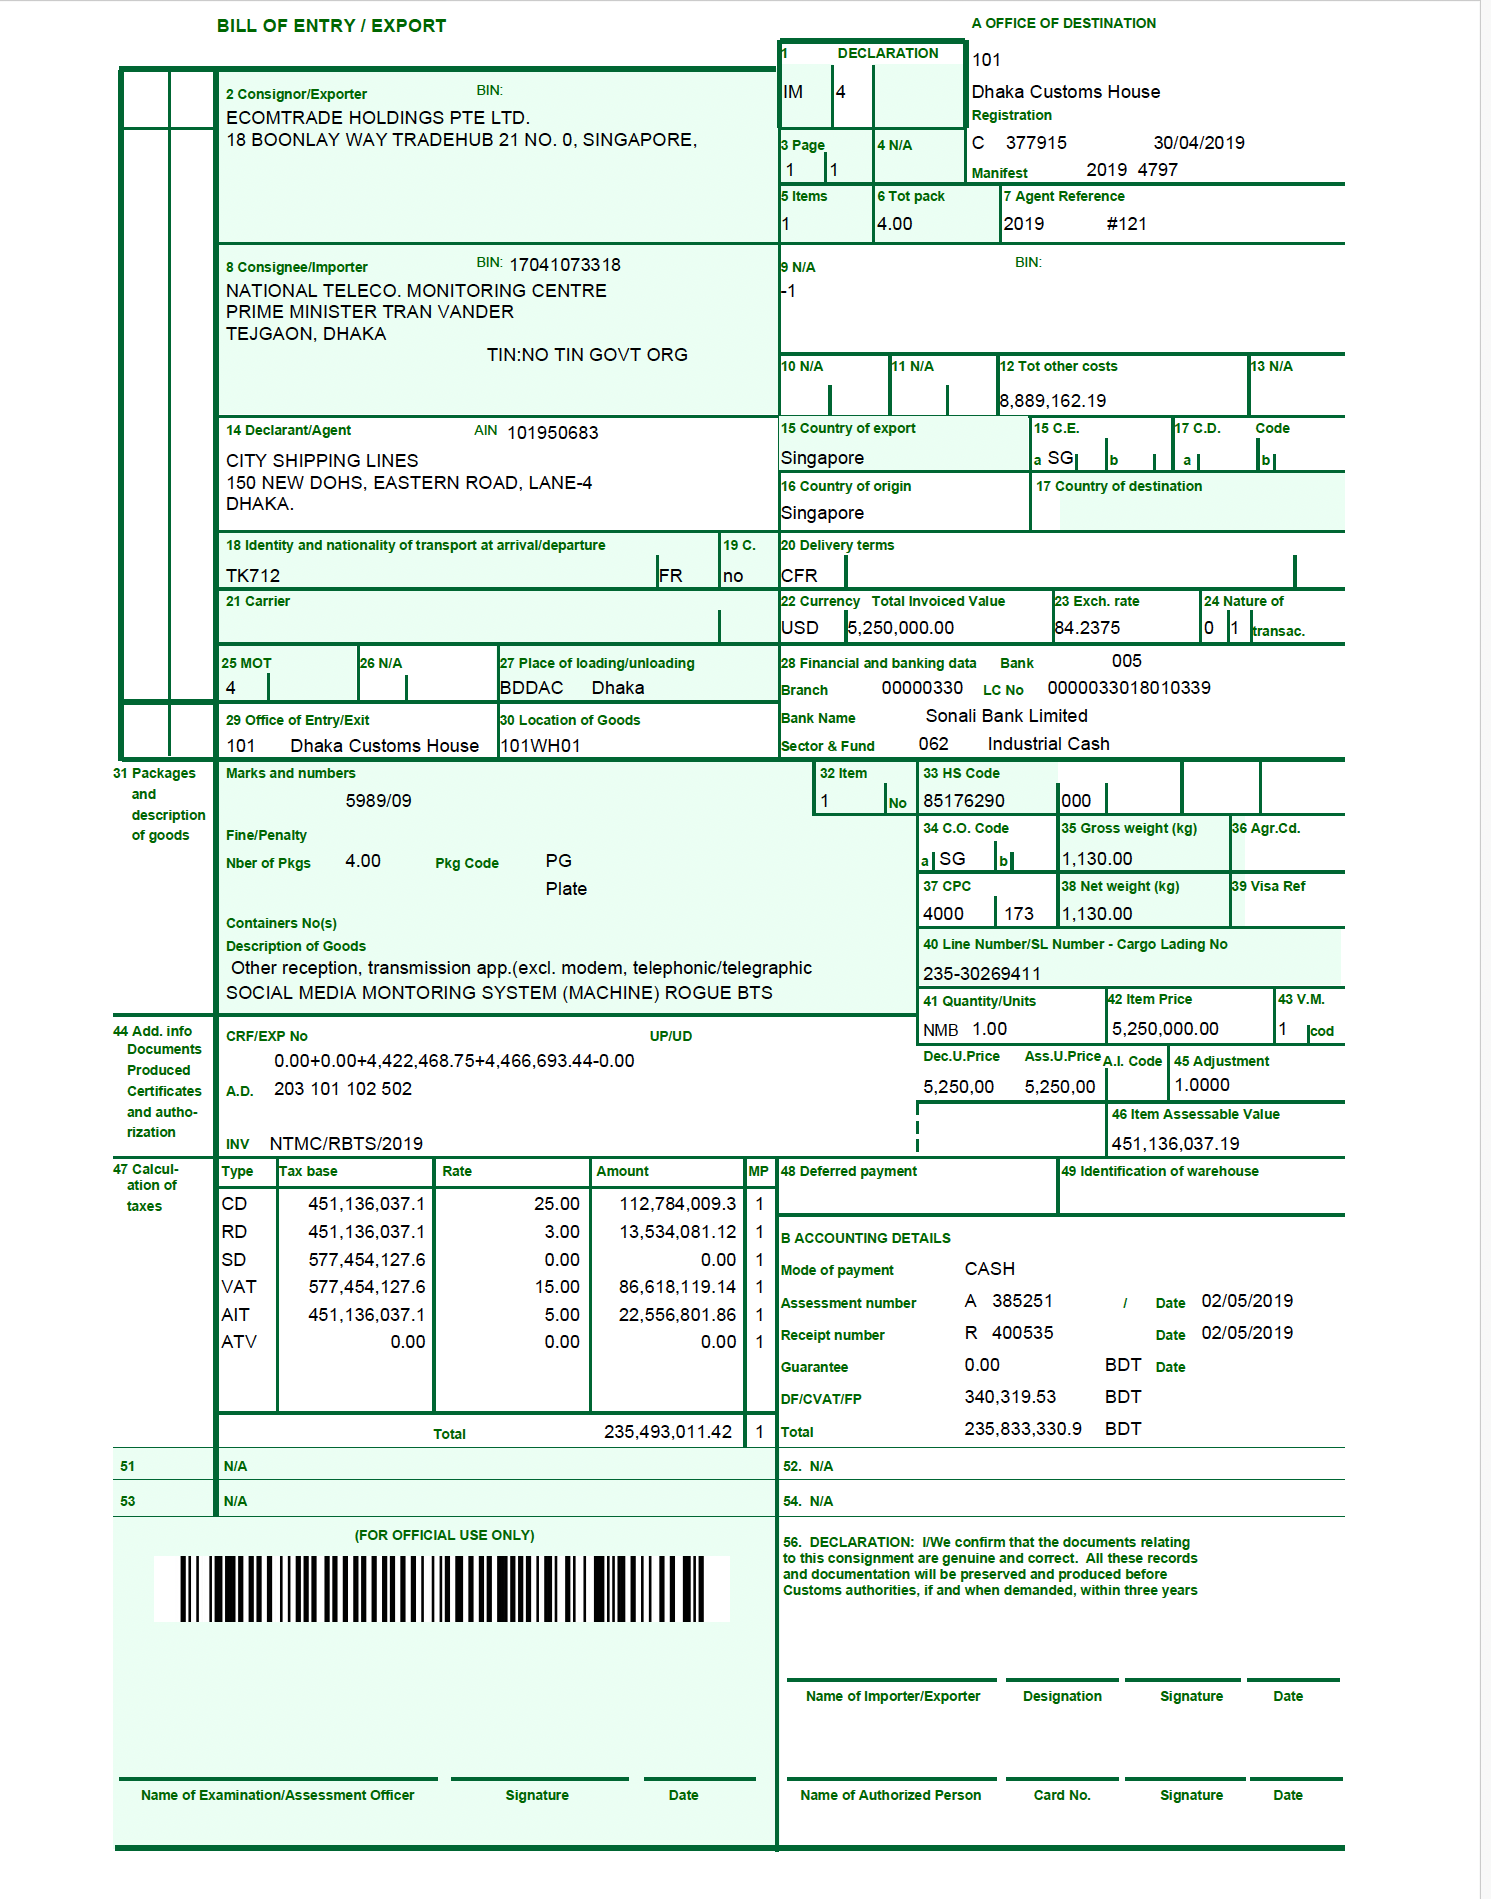 BILL OF ENTRY / EXPORT
A OFFICE OF DESTINATION
1 DECLARATION
IM 4
101
Dhaka Customs House
Registration
C 377915 30/04/2019
Manifest 2019 4797
2 Consignor/Exporter BIN:
ECOMTRADE HOLDINGS PTE LTD.
18 BOONLAY WAY TRADEHUB 21 NO. 0, SINGAPORE,
3 Page 4 N/A
1 1
5 Items 6 Tot pack 7 Agent Reference
1 4.00 2019 #121
8 Consignee/Importer BIN: 17041073318
NATIONAL TELECO. MONITORING CENTRE
PRIME MINISTER TRAN VANDER
TEJGAON, DHAKA
TIN:NO TIN GOVT ORG
9 N/A BIN:
-1
10 N/A 11 N/A 12 Tot other costs 13 N/A
8,889,162.19
14 Declarant/Agent AIN 101950683
CITY SHIPPING LINES
150 NEW DOHS, EASTERN ROAD, LANE-4
DHAKA.
15 Country of export 15 C.E. 17 C.D. Code
Singapore a SG b a b
16 Country of origin 17 Country of destination
Singapore
18 Identity and nationality of transport at arrival/departure 19 C. 20 Delivery terms
TK712 FR no CFR
21 Carrier
22 Currency Total Invoiced Value 23 Exch. rate 24 Nature of
USD 5,250,000.00 84.2375 0 1 transac.
25 MOT 26 N/A 27 Place of loading/unloading
4 BDDAC Dhaka
28 Financial and banking data Bank 005
Branch 00000330 LC No 0000033018010339
Bank Name Sonali Bank Limited
Sector & Fund 062 Industrial Cash
29 Office of Entry/Exit 30 Location of Goods
101 Dhaka Customs House 101WH01
31 Packages
and
description
of goods
Marks and numbers
5989/09
Fine/Penalty
Nber of Pkgs 4.00 Pkg Code PG
Plate
Containers No(s)
Description of Goods
Other reception, transmission app.(excl. modem, telephonic/telegraphic
SOCIAL MEDIA MONTORING SYSTEM (MACHINE) ROGUE BTS
32 Item 33 HS Code
1 No 85176290 000
34 C.O. Code 35 Gross weight (kg) 36 Agr.Cd.
a SG b 1,130.00
37 CPC 38 Net weight (kg) 39 Visa Ref
4000 173 1,130.00
40 Line Number/SL Number - Cargo Lading No
235-30269411
41 Quantity/Units 42 Item Price 43 V.M.
NMB 1.00 5,250,000.00 1 cod
44 Add. info
Documents
Produced
Certificates
and autho-
rization
CRF/EXP No UP/UD
0.00+0.00+4,422,468.75+4,466,693.44-0.00
A.D. 203 101 102 502
INV NTMC/RBTS/2019
Dec.U.Price Ass.U.Price A.I. Code 45 Adjustment
5,250,00 5,250,00 1.0000
46 Item Assessable Value
451,136,037.19
47 Calcul-
ation of
taxes
Type Tax base Rate Amount MP
CD 451,136,037.1 25.00 112,784,009.3 1
RD 451,136,037.1 3.00 13,534,081.12 1
SD 577,454,127.6 0.00 0.00 1
VAT 577,454,127.6 15.00 86,618,119.14 1
AIT 451,136,037.1 5.00 22,556,801.86 1
ATV 0.00 0.00 0.00 1
Total 235,493,011.42 1
48 Deferred payment 49 Identification of warehouse
B ACCOUNTING DETAILS
Mode of payment CASH
Assessment number A 385251 / Date 02/05/2019
Receipt number R 400535 Date 02/05/2019
Guarantee 0.00 BDT Date
DF/CVAT/FP 340,319.53 BDT
Total 235,833,330.9 BDT
51 N/A 52. N/A
53 N/A 54. N/A
(FOR OFFICIAL USE ONLY)
56. DECLARATION: I/We confirm that the documents relating
to this consignment are genuine and correct. All these records
and documentation will be preserved and produced before
Customs authorities, if and when demanded, within three years
Name of Importer/Exporter Designation Signature Date
Name of Examination/Assessment Officer Signature Date
Name of Authorized Person Card No. Signature Date